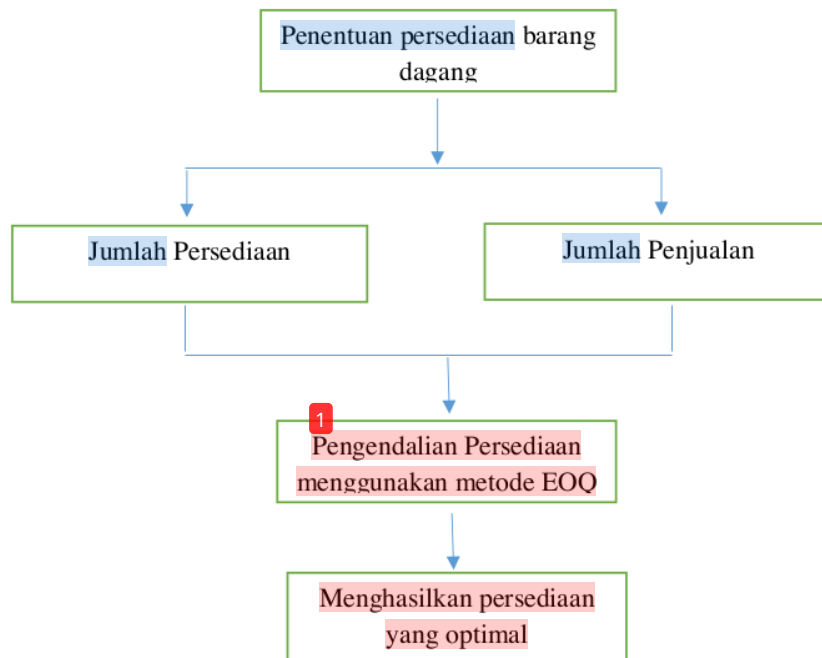 Penentuan persediaan barang
dagang
Jumlah Persediaan
Jumlah Penjualan
1
Pengendalian Persediaan
menggunakan metode EOQ
Menghasilkan persediaan
yang optimal